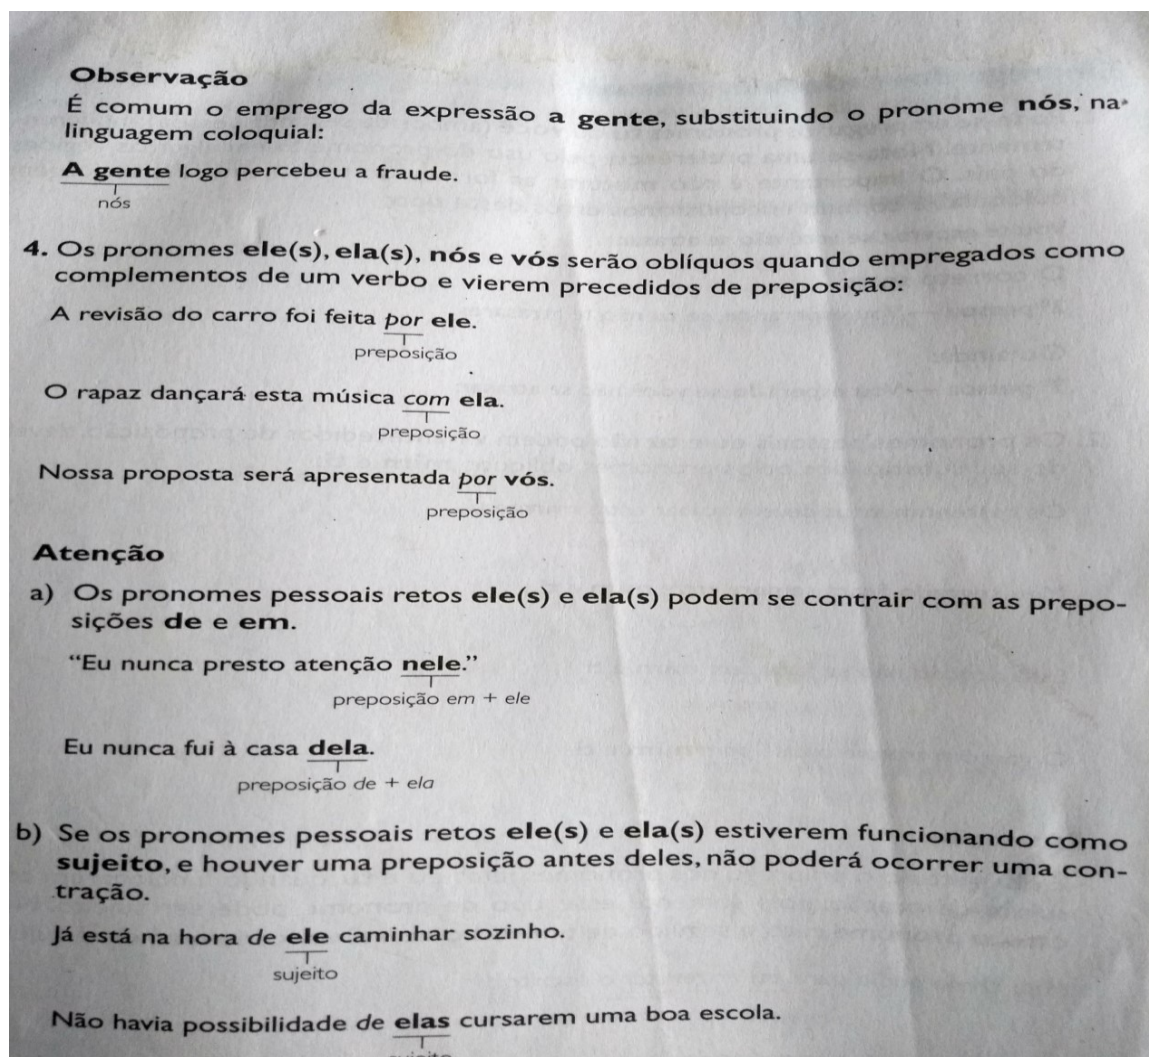 Observação
É comum o emprego da expressão a gente, substituindo o pronome nós, na
linguagem coloquial:
A gente logo percebeu a fraude.
nós
4. Os pronomes ele(s), ela(s), nós e vós serão oblíquos quando empregados como
complementos de um verbo e vierem precedidos de preposição:
A revisão do carro foi feita por ele.
preposição
O rapaz dançará esta música com ela.
preposição
Nossa proposta será apresentada por vós.
preposição
Atenção
a) Os pronomes pessoais retos ele(s) e ela(s) podem se contrair com as prepo-
sições de e em.
“Eu nunca presto atenção nele.”
preposição em + ele
Eu nunca fui à casa dela.
preposição de + ela
b) Se os pronomes pessoais retos ele(s) e ela(s) estiverem funcionando como
sujeito, e houver uma preposição antes deles, não poderá ocorrer uma con-
tração.
Já está na hora de ele caminhar sozinho.
sujeito
Não havia possibilidade de elas cursarem uma boa escola.